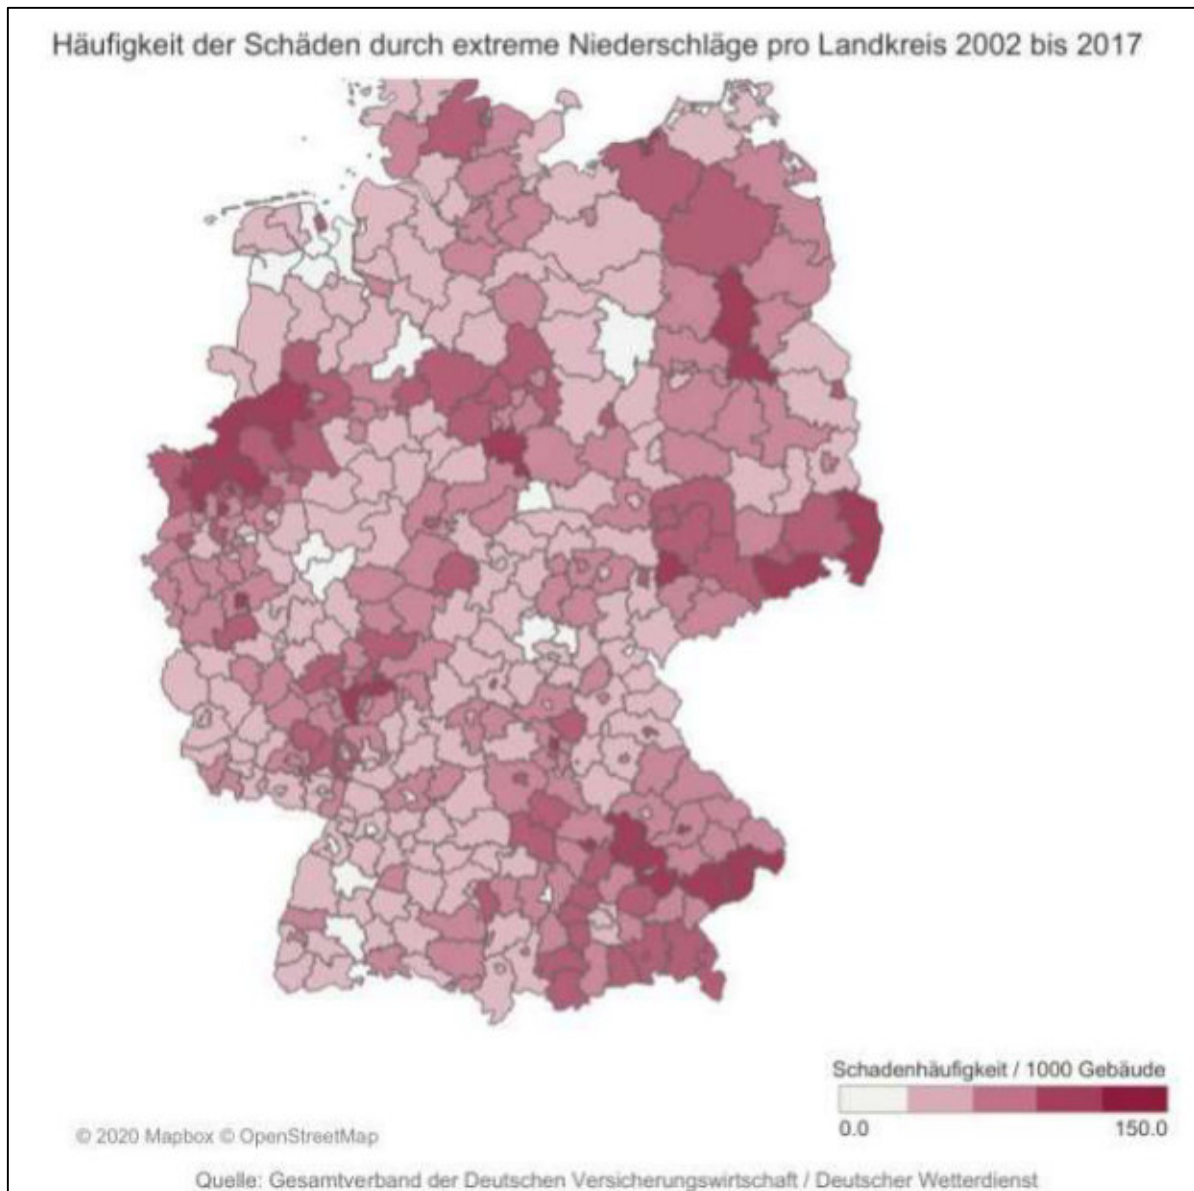 Häufigkeit der Schäden durch extreme Niederschläge pro Landkreis 2002 bis 2017
Schadenhäufigkeit / 1000 Gebäude
0.0 150.0
© 2020 Mapbox © OpenStreetMap
Quelle: Gesamtverband der Deutschen Versicherungswirtschaft / Deutscher Wetterdienst